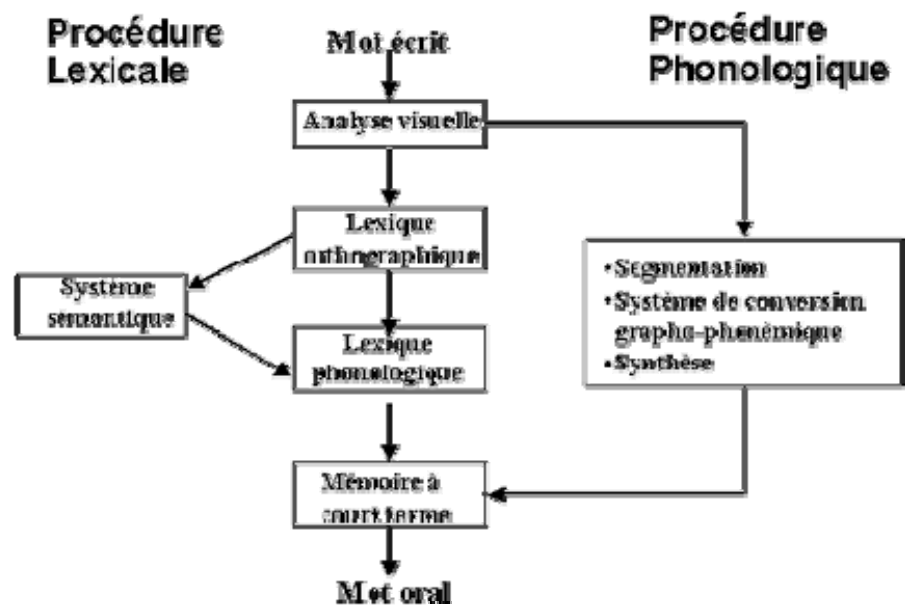 Procédure
Lexicale
Mot écrit
Procédure
Phonologique
Analyse visuelle
Lexique
orthographique
Système
sémantique
Lexique
phonologique
•Segmentation
•Système de conversion
grapho-phonémique
•Synthèse
Mémoire à
court terme
Mot oral